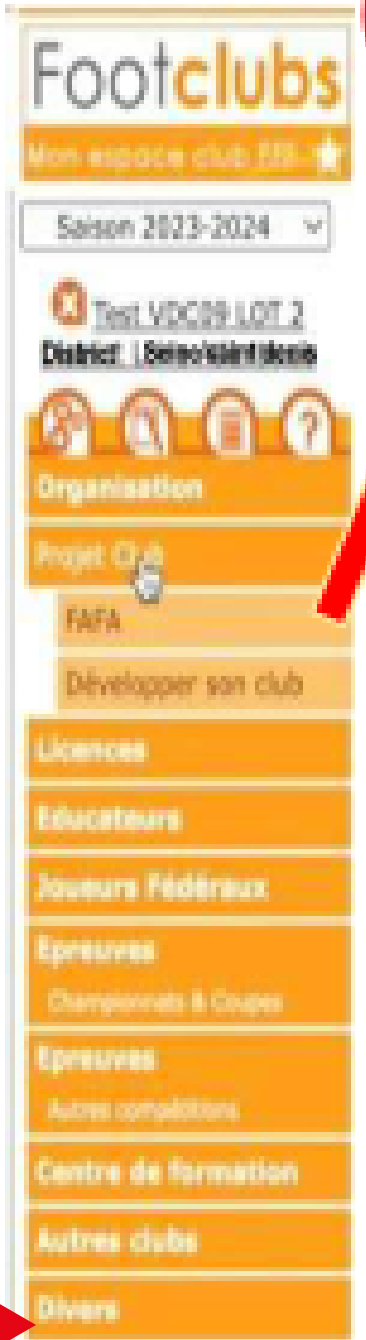 Footclubs
Mon espace club FFF
Saison 2023-2024
Test VDC09 LOT 2
District
?
Organisation
Projet Club
FAFA
Développer son club
Licences
Educateurs
Joueurs Fédéraux
Epreuves
Championnats & Coupes
Epreuves
Autres compétitions
Centre de formation
Autres clubs
Divers